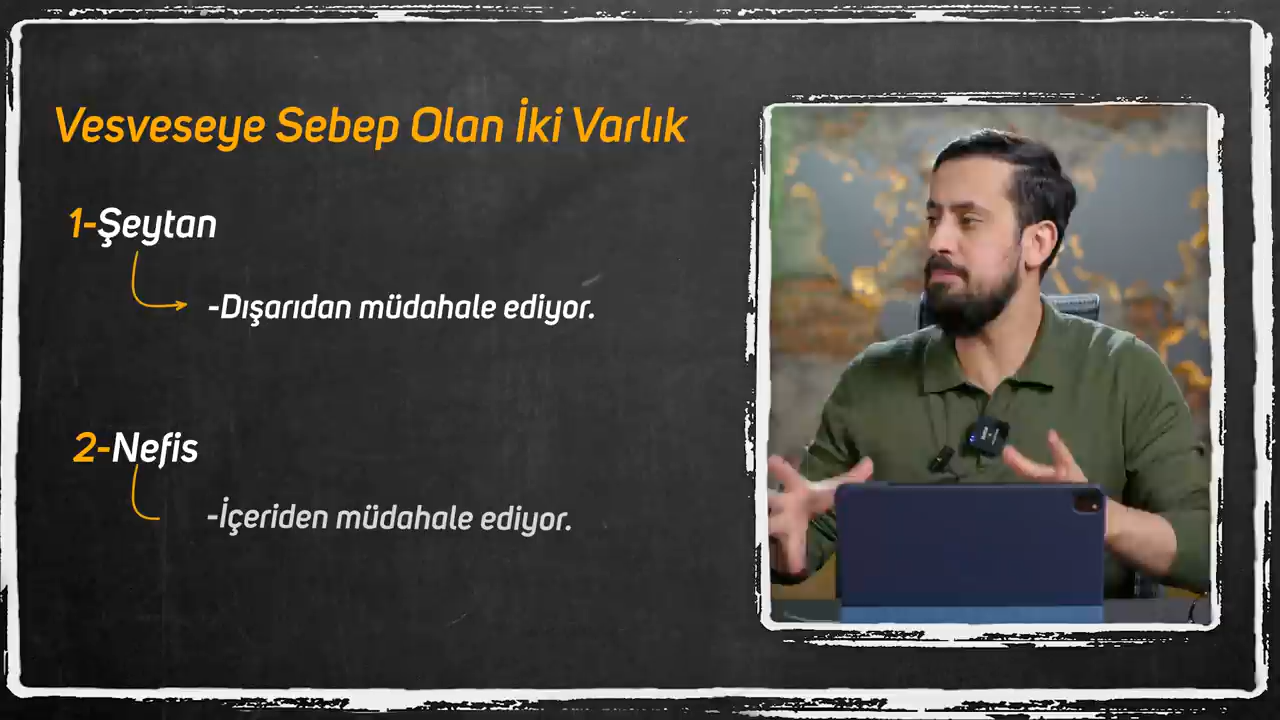 Vesveseye Sebep Olan İki Varlık
1-Şeytan
-Dışarıdan müdahale ediyor.
2-Nefis
-İçeriden müdahale ediyor.